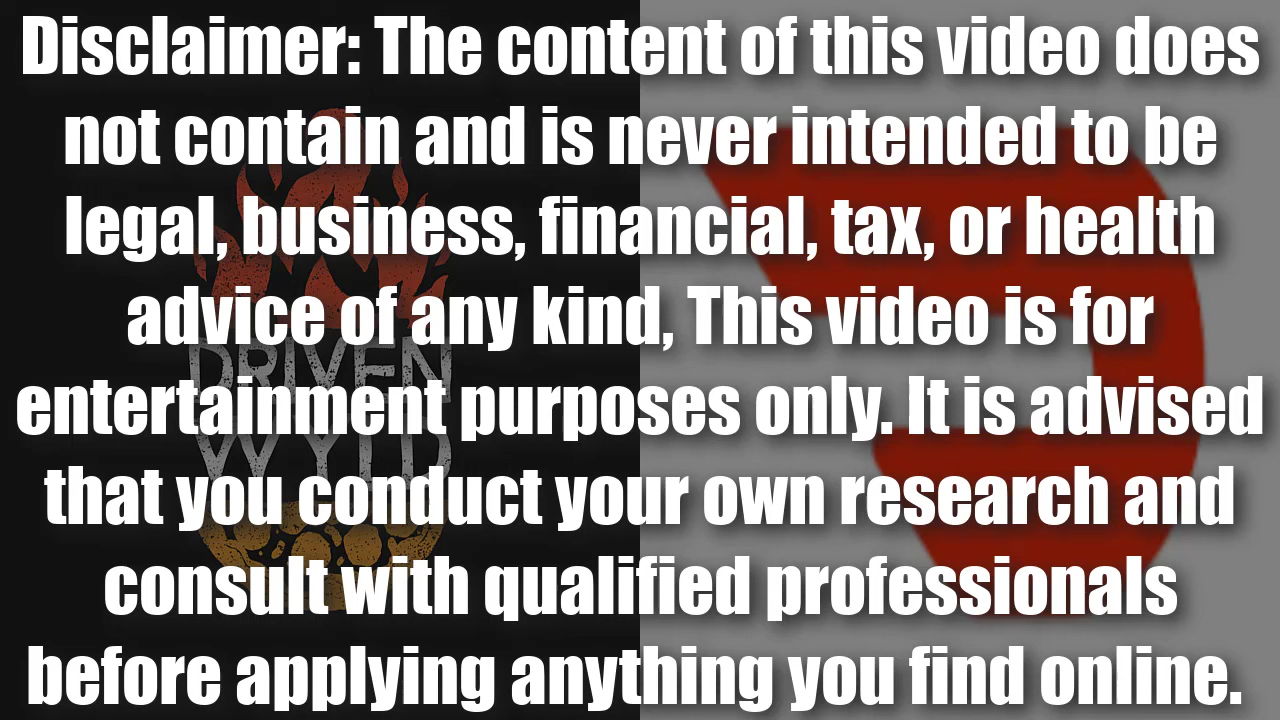 Disclaimer: The content of this video does
not contain and is never intended to be
legal, business, financial, tax, or health
advice of any kind, This video is for
entertainment purposes only. It is advised
that you conduct your own research and
consult with qualified professionals
before applying anything you find online.
DRIVEN
WYLD